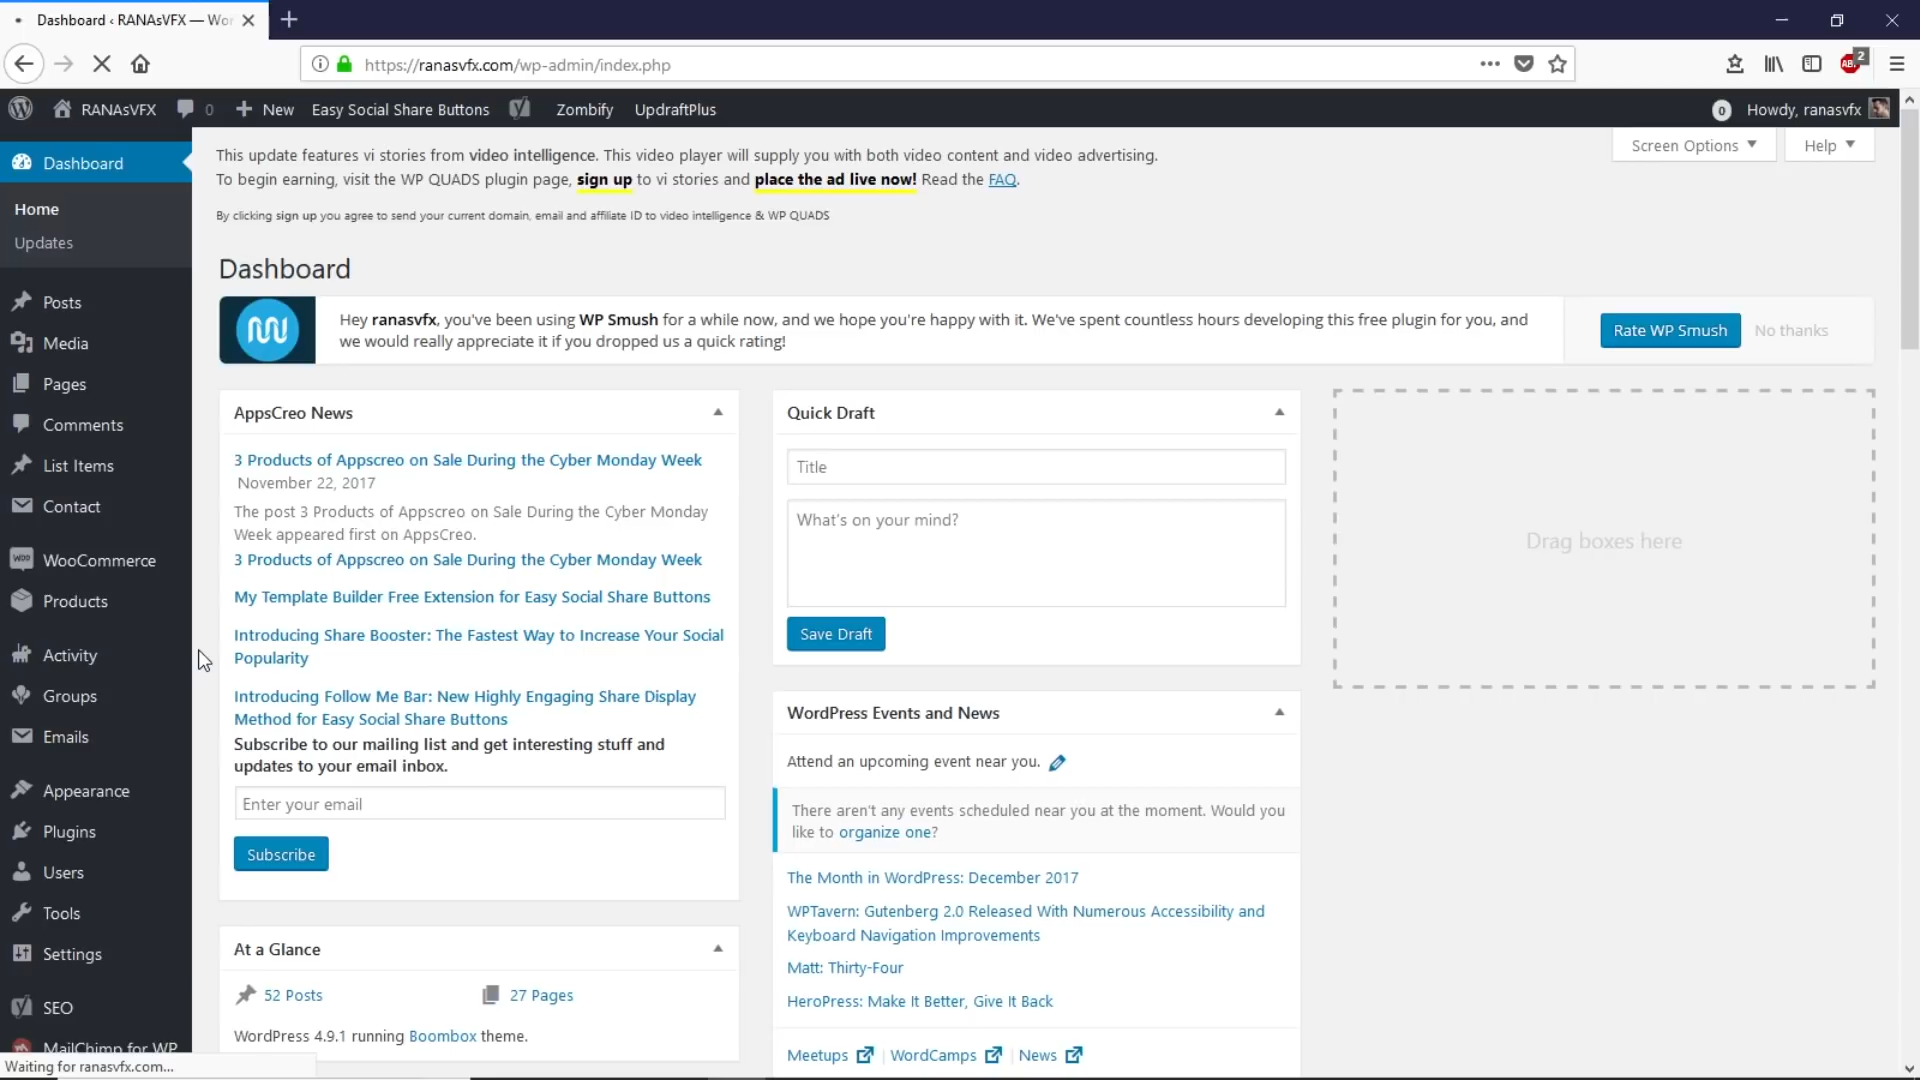 Dashboard ‹ RANAsVFX — Wor
https://ranasvfx.com/wp-admin/index.php
ABP
2
RANAsVFX
0
New
Easy Social Share Buttons
Zombify
UpdraftPlus
0
Howdy, ranasvfx
Dashboard
Home
Updates
Posts
Media
Pages
Comments
List Items
Contact
WooCommerce
Products
Activity
Groups
Emails
Appearance
Plugins
Users
Tools
Settings
SEO
MailChimp for WP
Waiting for ranasvfx.com...
This update features vi stories from video intelligence. This video player will supply you with both video content and video advertising.
To begin earning, visit the WP QUADS plugin page, sign up to vi stories and place the ad live now! Read the FAQ.
By clicking sign up you agree to send your current domain, email and affiliate ID to video intelligence & WP QUADS
Screen Options
Help
Dashboard
Hey ranasvfx, you've been using WP Smush for a while now, and we hope you're happy with it. We've spent countless hours developing this free plugin for you, and
we would really appreciate it if you dropped us a quick rating!
Rate WP Smush
No thanks
AppsCreo News
3 Products of Appscreo on Sale During the Cyber Monday Week
November 22, 2017
The post 3 Products of Appscreo on Sale During the Cyber Monday
Week appeared first on AppsCreo.
3 Products of Appscreo on Sale During the Cyber Monday Week
My Template Builder Free Extension for Easy Social Share Buttons
Introducing Share Booster: The Fastest Way to Increase Your Social
Popularity
Introducing Follow Me Bar: New Highly Engaging Share Display
Method for Easy Social Share Buttons
Subscribe to our mailing list and get interesting stuff and
updates to your email inbox.
Enter your email
Subscribe
At a Glance
52 Posts
27 Pages
WordPress 4.9.1 running Boombox theme.
Quick Draft
Title
What's on your mind?
Save Draft
WordPress Events and News
Attend an upcoming event near you.
There aren't any events scheduled near you at the moment. Would you
like to organize one?
The Month in WordPress: December 2017
WPTavern: Gutenberg 2.0 Released With Numerous Accessibility and
Keyboard Navigation Improvements
Matt: Thirty-Four
HeroPress: Make It Better, Give It Back
Meetups | WordCamps | News
Drag boxes here